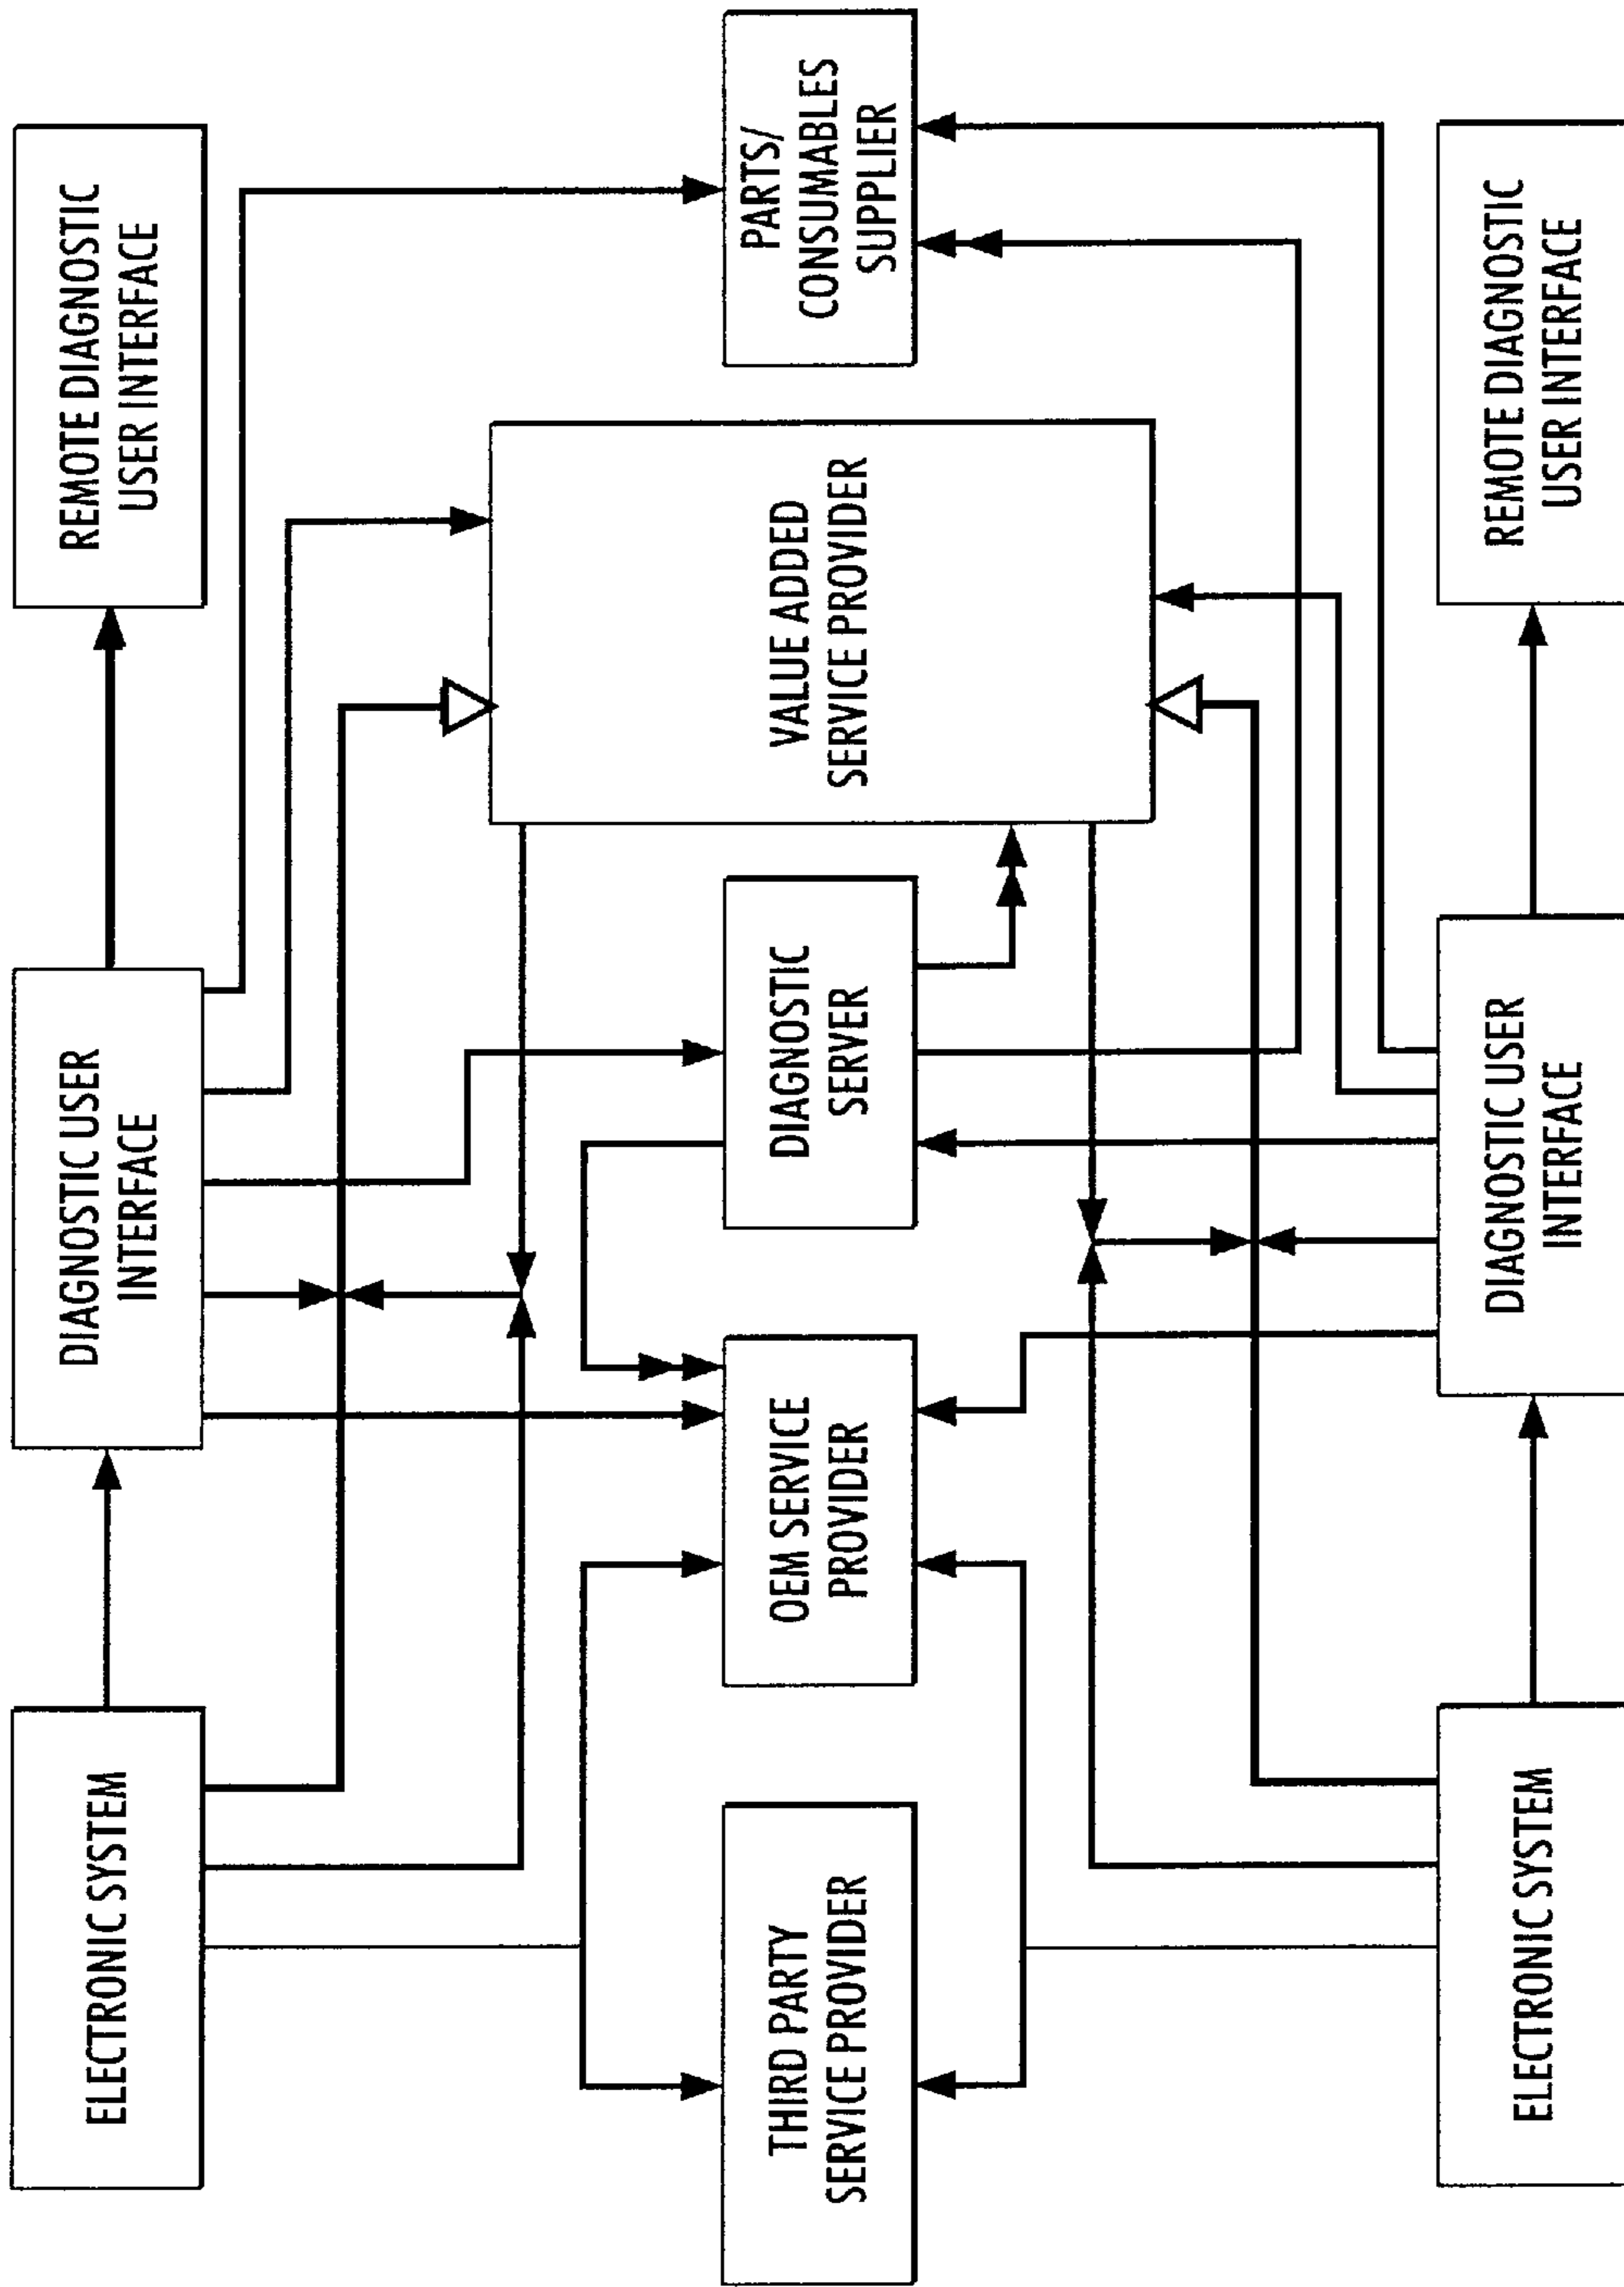 ELECTRONIC SYSTEM
DIAGNOSTIC USER
INTERFACE
REMOTE DIAGNOSTIC
USER INTERFACE
THIRD PARTY
SERVICE PROVIDER
OEM SERVICE
PROVIDER
DIAGNOSTIC
SERVER
VALUE ADDED
SERVICE PROVIDER
PARTS/
CONSUMABLES
SUPPLIER
ELECTRONIC SYSTEM
DIAGNOSTIC USER
INTERFACE
REMOTE DIAGNOSTIC
USER INTERFACE